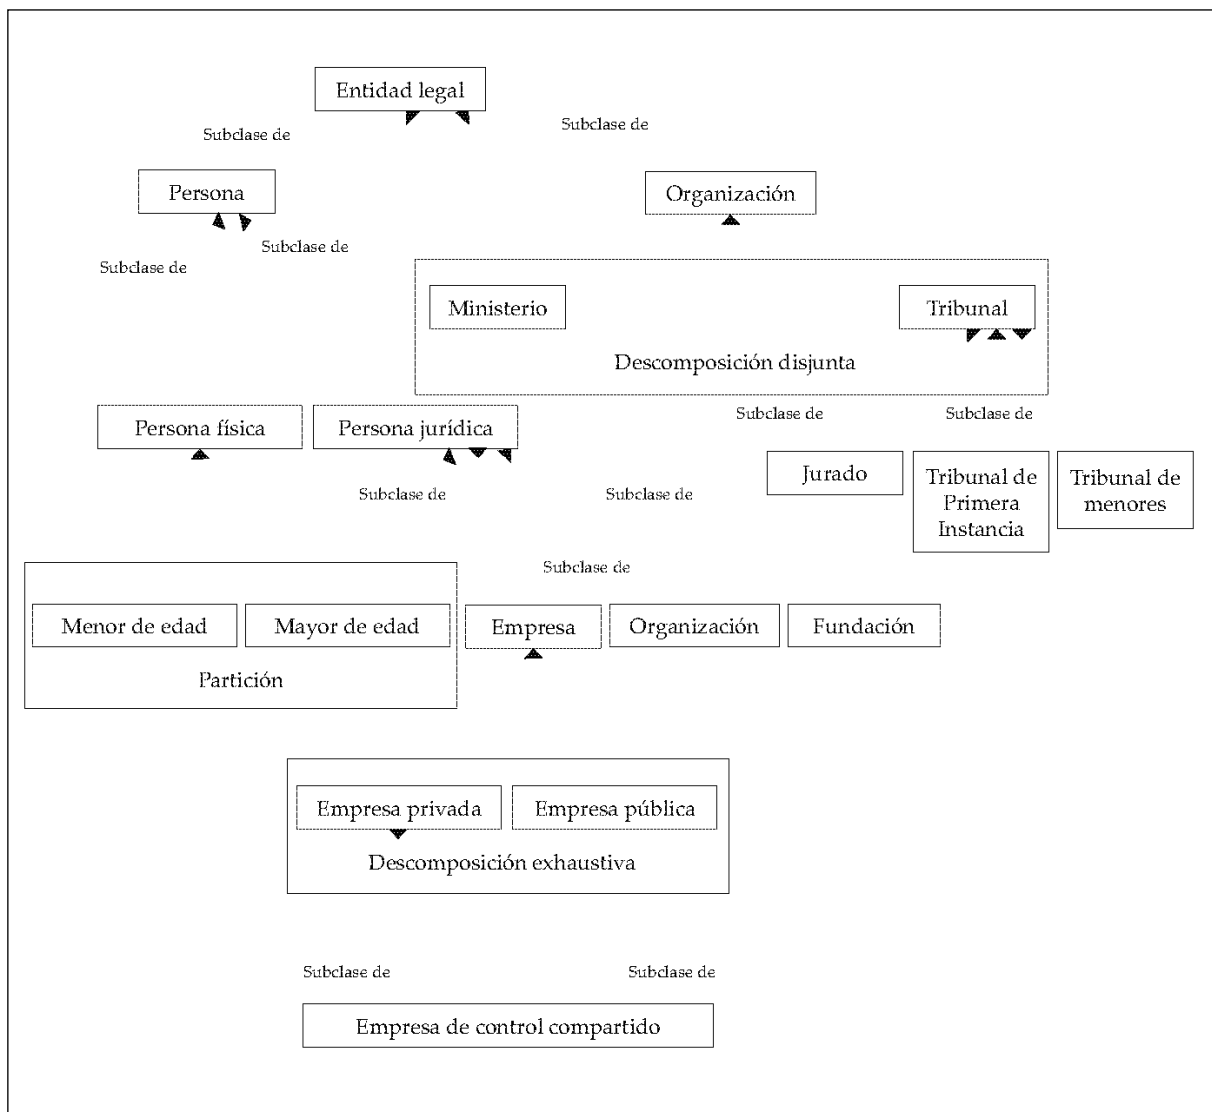 Entidad legal
Subclase de
Subclase de
Persona
Organización
Subclase de
Subclase de
Ministerio
Tribunal
Descomposición disjunta
Subclase de
Subclase de
Persona física
Persona jurídica
Jurado
Tribunal de
Primera
Instancia
Tribunal de
menores
Subclase de
Subclase de
Subclase de
Menor de edad
Mayor de edad
Empresa
Organización
Fundación
Partición
Empresa privada
Empresa pública
Descomposición exhaustiva
Subclase de
Subclase de
Empresa de control compartido